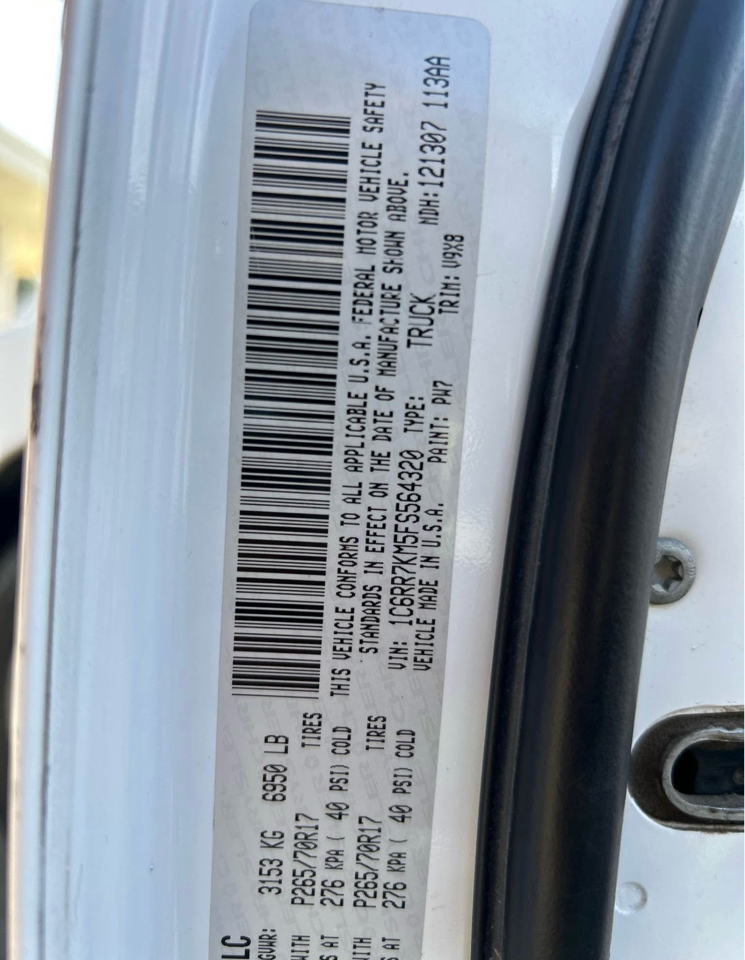 LC
GVWR: 3153 KG 6950 LB
WITH P265/70R17 TIRES
S AT 276 KPA ( 40 PSI) COLD
WITH P265/70R17 TIRES
S AT 276 KPA ( 40 PSI) COLD
THIS VEHICLE CONFORMS TO ALL APPLICABLE U.S.A. FEDERAL MOTOR VEHICLE SAFETY
STANDARDS IN EFFECT ON THE DATE OF MANUFACTURE SHOWN ABOVE.
VIN: 1C6RR7KM5FS564320 TYPE: TRUCK MDH:121307 113AA
VEHICLE MADE IN U.S.A. PAINT: PW7 TRIM: V9X8